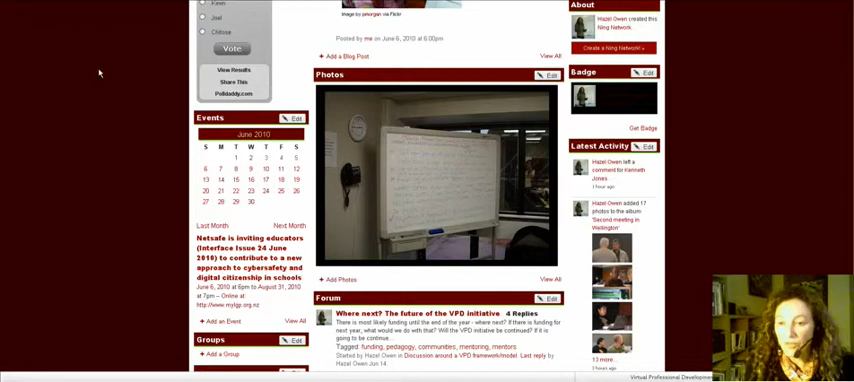 Kevin
Joel
Chitose
Vote
View Results
Share This
Polldaddy.com
Events
Edit
June 2010
S M T W T F S
1 2 3 4 5
6 7 8 9 10 11 12
13 14 15 16 17 18 19
20 21 22 23 24 25 26
27 28 29 30
Last Month Next Month
Netsafe is inviting educators
(Interface Issue 24 June
2010) to contribute to a new
approach to cybersafety and
digital citizenship in schools
June 6, 2010 at 6pm to August 31, 2010
at 7pm – Online at
http://www.mylgp.org.nz
+ Add an Event View All
Groups
Edit
+ Add a Group
Image by pmorgan via Flickr
Posted by me on June 6, 2010 at 6:00pm
+ Add a Blog Post View All
Photos
Edit
+ Add Photos View All
Forum
Edit
Where next? The future of the VPD initiative 4 Replies
There is most likely funding until the end of the year - where next? If there is funding for
next year, what would we do with that? Will the VPD initiative be continued? If it is
going to be continue...
Tagged: funding, pedagogy, communities, mentoring, mentors
Started by Hazel Owen in Discussion around a VPD framework/model. Last reply by
Hazel Owen Jun 14.
About
Hazel Owen created this
Ning Network.
Create a Ning Network! »
Badge
Edit
Get Badge
Latest Activity
Edit
Hazel Owen left a
comment for Kenneth
Jones
1 hour ago
Hazel Owen added 17
photos to the album
'Second meeting in
Wellington'
13 more...
Virtual Professional Developmen